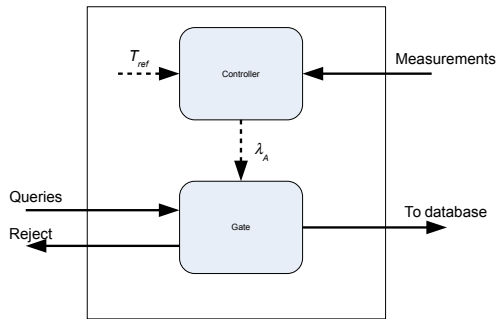 T_ref
Controller
Measurements
λ_A
Queries
Reject
Gate
To database